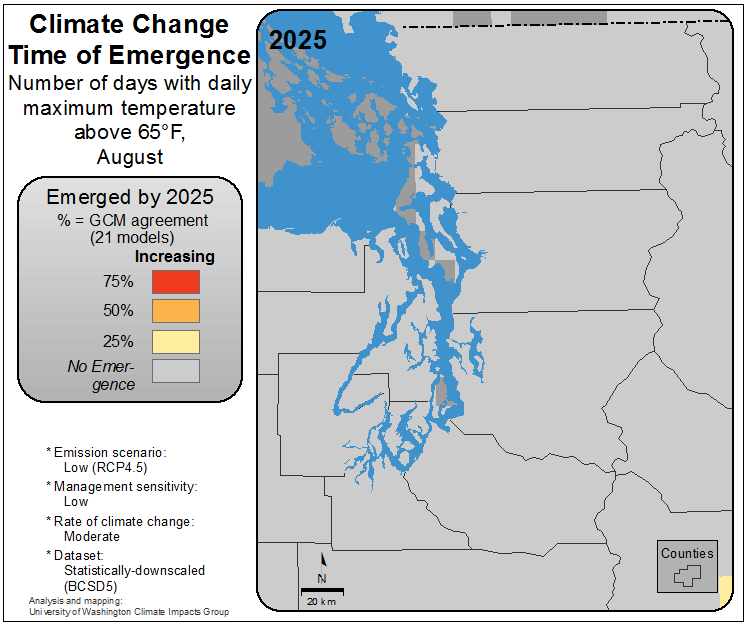 Climate Change
Time of Emergence
Number of days with daily
maximum temperature
above 65°F,
August
Emerged by 2025
% = GCM agreement
(21 models)
Increasing
75%
50%
25%
No Emer-
gence
* Emission scenario:
Low (RCP4.5)
* Management sensitivity:
Low
* Rate of climate change:
Moderate
* Dataset:
Statistically-downscaled
(BCSD5)
Analysis and mapping:
University of Washington Climate Impacts Group
2025
N
20 km
Counties